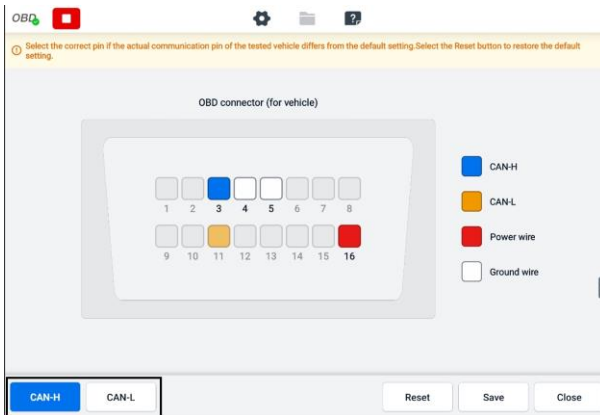 OBD
Select the correct pin if the actual communication pin of the tested vehicle differs from the default setting.Select the Reset button to restore the default
setting.
OBD connector (for vehicle)
1 2 3 4 5 6 7 8
9 10 11 12 13 14 15 16
CAN-H
CAN-L
Power wire
Ground wire
CAN-H CAN-L Reset Save Close